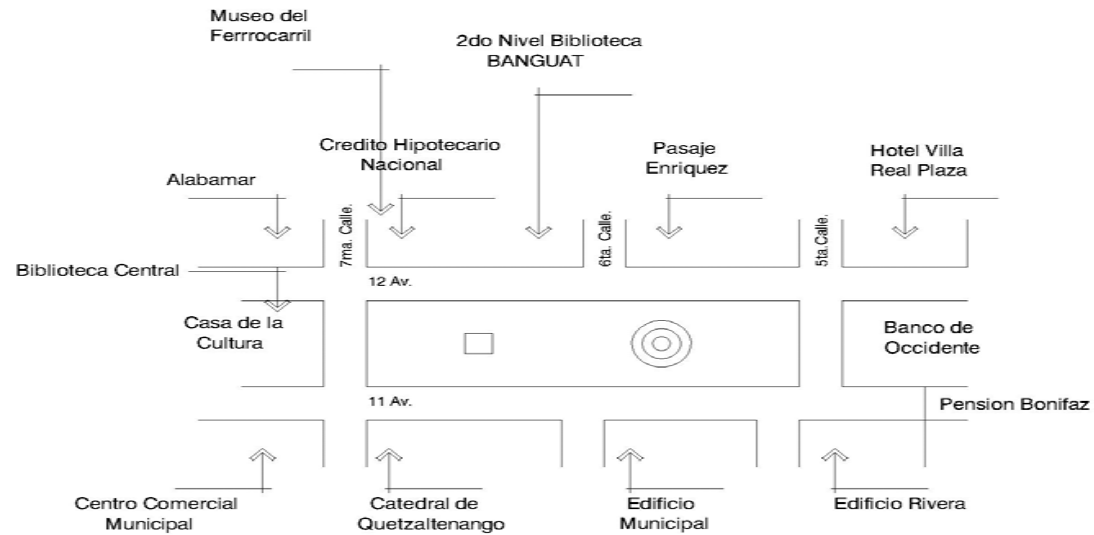 Museo del
Ferrrocarril
2do Nivel Biblioteca
BANGUAT
Credito Hipotecario
Nacional
Pasaje
Enriquez
Hotel Villa
Real Plaza
Alabamar
7ma. Calle.
6ta. Calle.
5ta.Calle.
Biblioteca Central
12 Av.
Casa de la
Cultura
Banco de
Occidente
11 Av.
Pension Bonifaz
Centro Comercial
Municipal
Catedral de
Quetzaltenango
Edificio
Municipal
Edificio Rivera